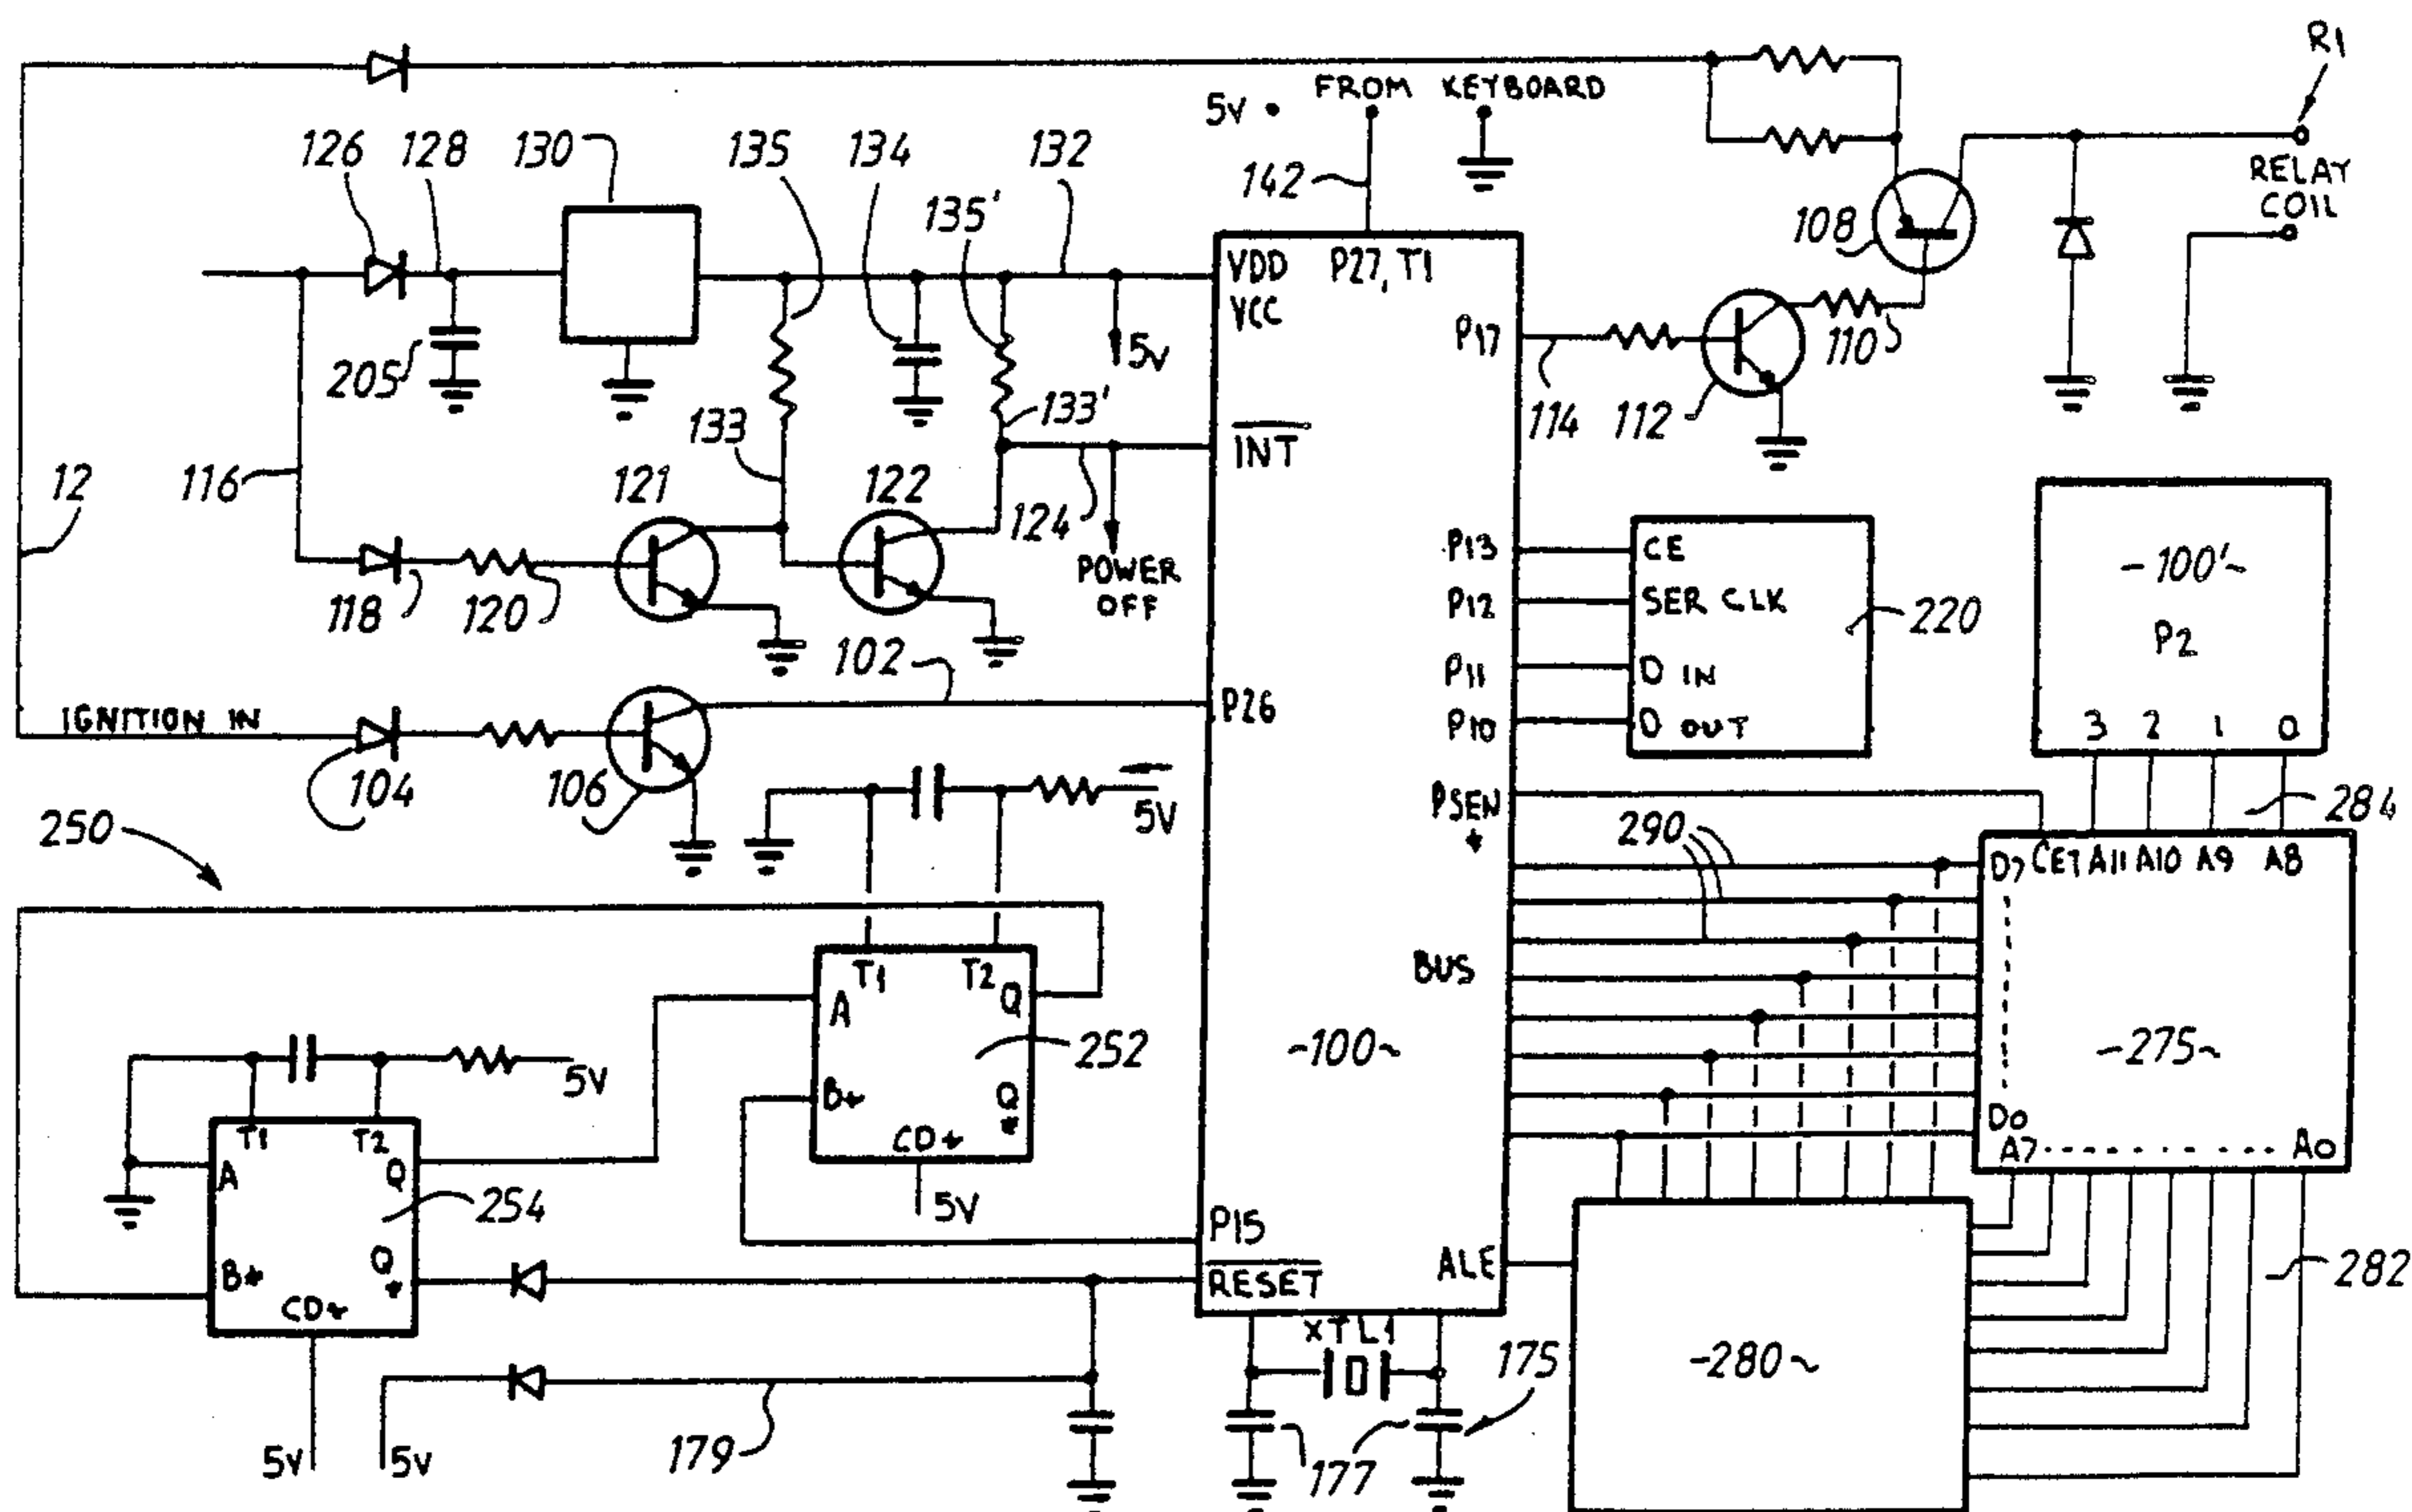 R1
FROM KEYBOARD
5V
126 128 130 135 134 132
135'
142
108
RELAY
COIL
VDD P27, T1
VCC
P17
205
5V
110
133
133'
114 112
INT
12
116
121
122
124
POWER
OFF
118 120
P13 CE
P12 SER CLK
220
P11 D IN
P10 D OUT
~100'~
P2
3 2 1 0
102
IGNITION IN
P26
104
106
5V
250
PSEN
*
290
284
D7 CE7 A11 A10 A9 A8
T1 T2
Q
A
BUS
252
~100~
~275~
B*
Q
*
CD*
5V
D0
A7 A0
5V
T1 T2
A Q
254
B* Q
*
CD*
P15
RESET
ALE
282
XTL1
175
~280~
5V 5V
179
177